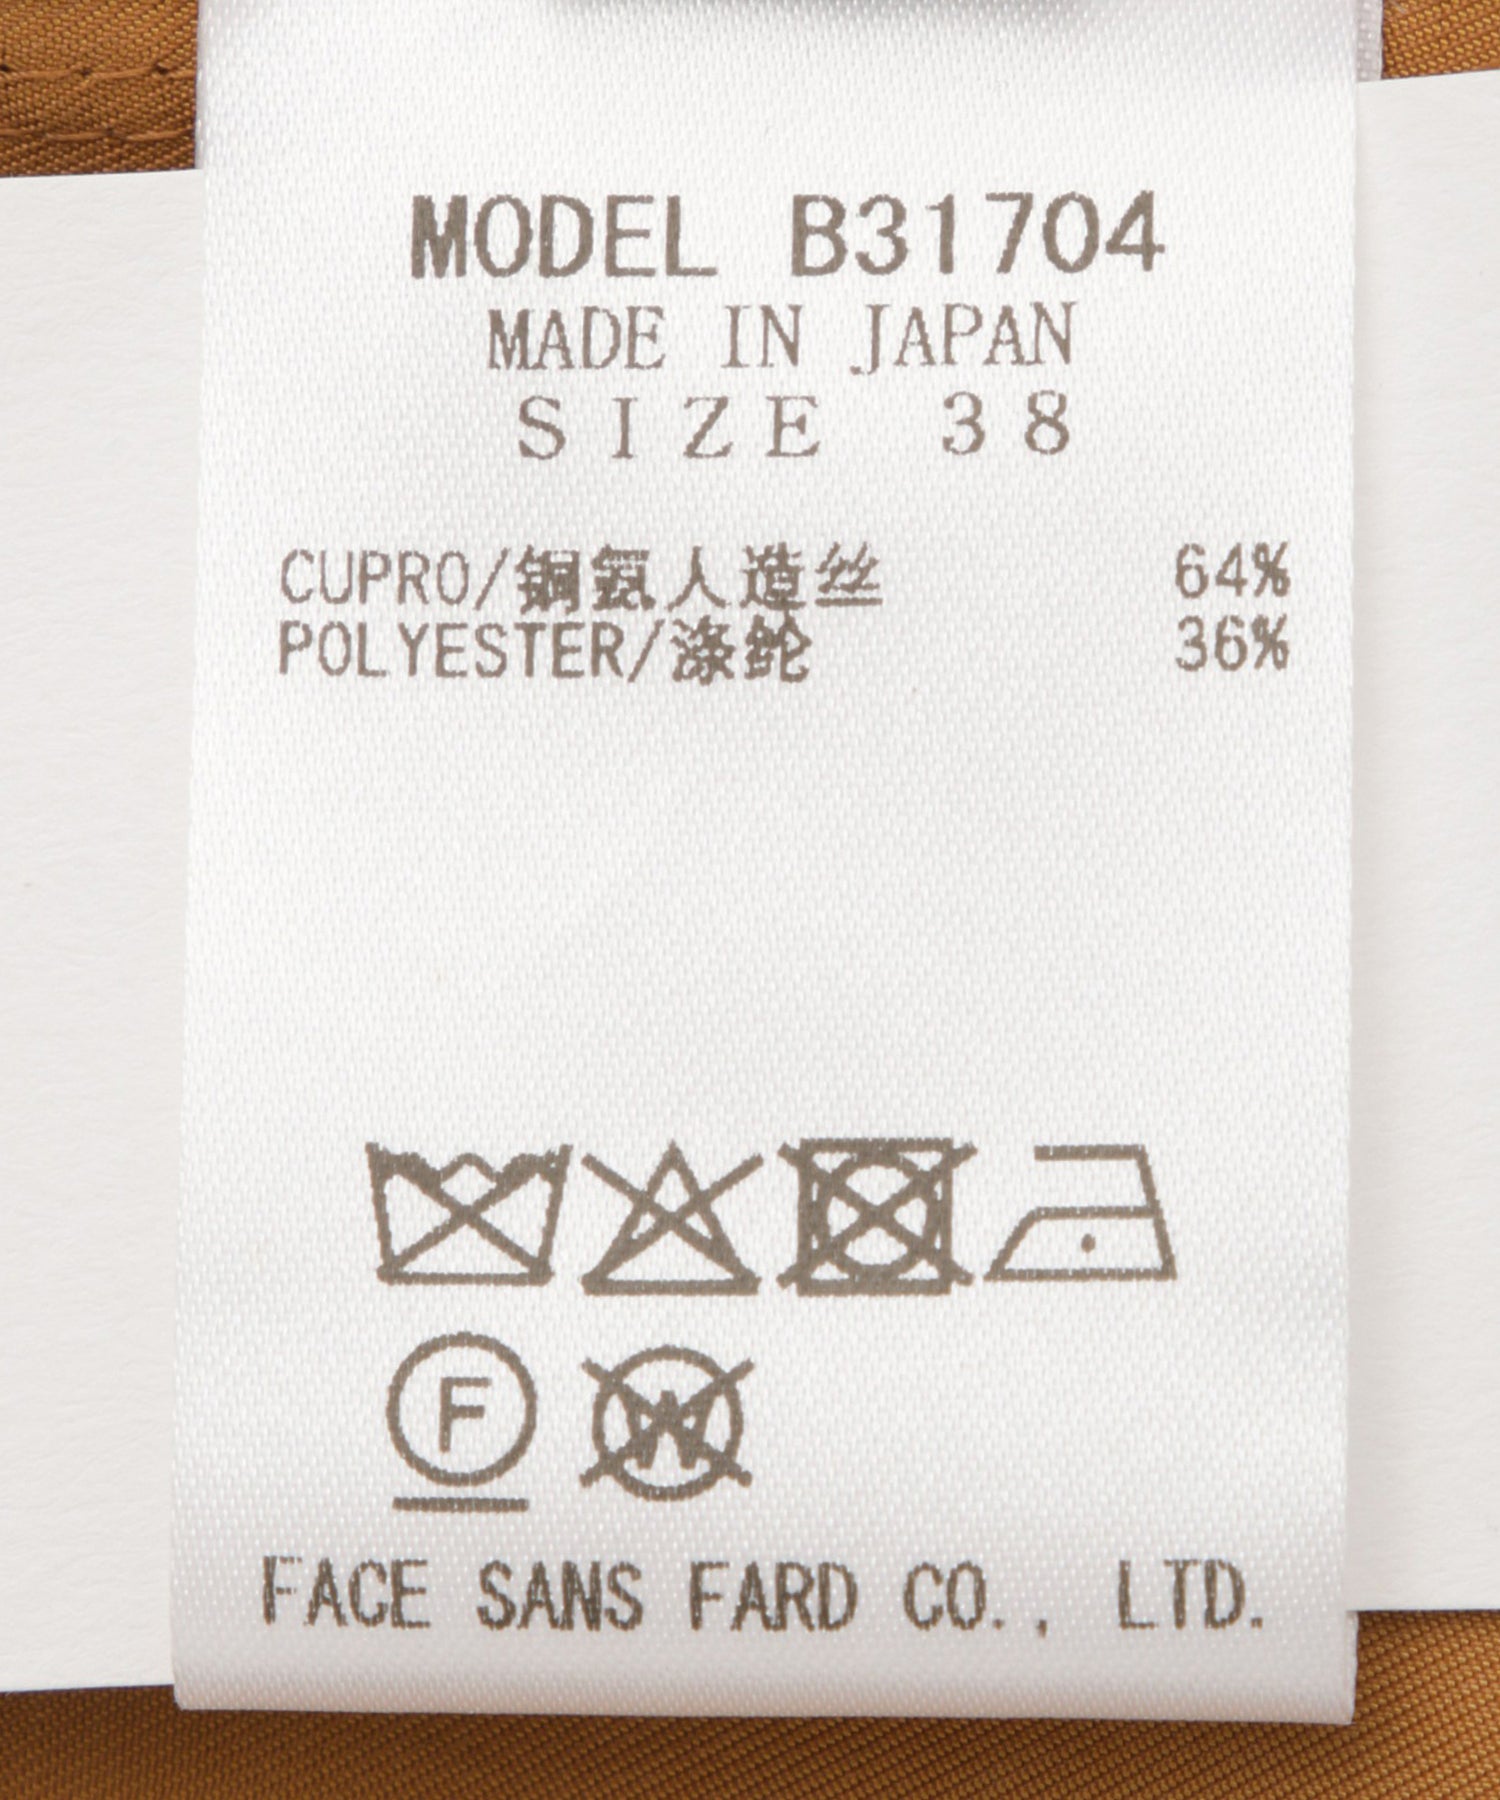 MODEL B31704
MADE IN JAPAN
SIZE 38
CUPRO/铜氨人造丝 64%
POLYESTER/涤纶 36%
F W
FACE SANS FARD CO., LTD.